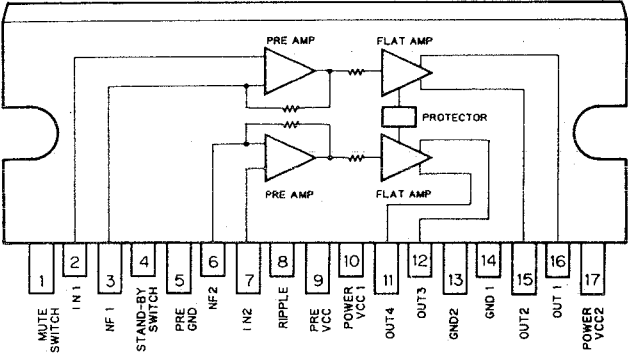 PRE AMP
FLAT AMP
PROTECTOR
PRE AMP
FLAT AMP
1
2
3
4
5
6
7
8
9
10
11
12
13
14
15
16
17
MUTE
SWITCH
IN 1
NF 1
STAND-BY
SWITCH
PRE
GND
NF2
IN2
RIPPLE
PRE
VCC
POWER
VCC 1
OUT4
OUT3
GND2
GND 1
OUT2
OUT 1
POWER
VCC2